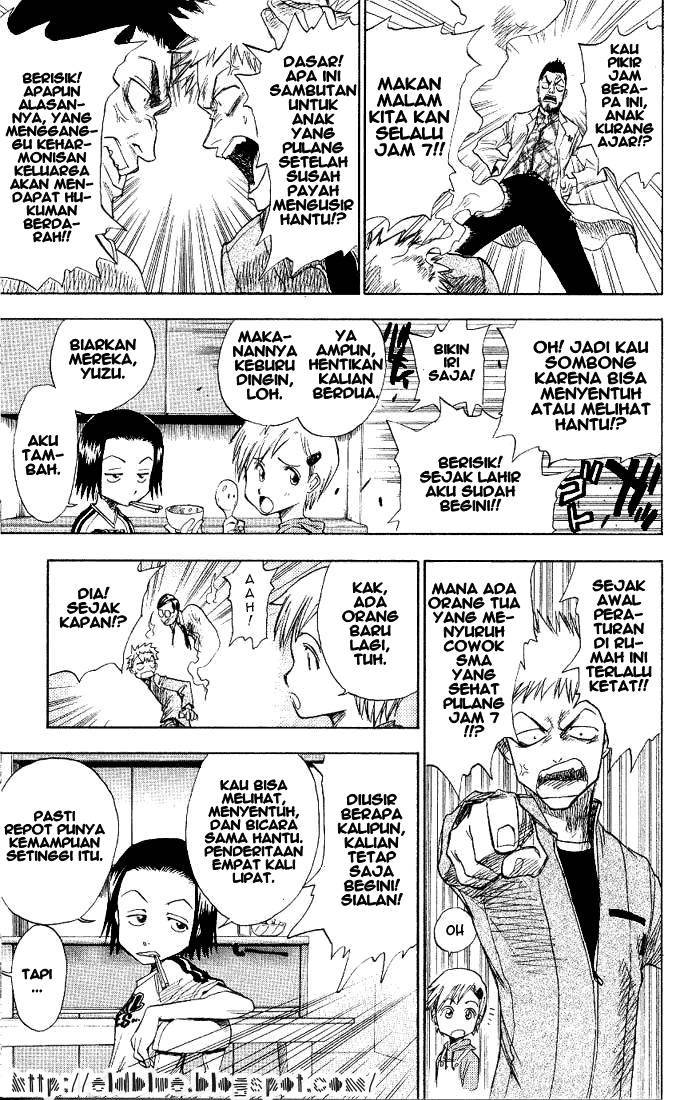 KAU
PIKIR
JAM
BERA-
PA INI,
ANAK
KURANG
AJAR!?
MAKAN
MALAM
KITA KAN
SELALU
JAM 7!!
DASAR!
APA INI
SAMBUTAN
UNTUK
ANAK
YANG
PULANG
SETELAH
SUSAH
PAYAH
MENGUSIR
HANTU!?
BERISIK!
APAPUN
ALASAN-
NYA, YANG
MENGGANG-
GU KEHAR-
MONISAN
KELUARGA
AKAN MEN-
DAPAT HU-
KUMAN
BERDA-
RAH!!
OH! JADI KAU
SOMBONG
KARENA BISA
MENYENTUH
ATAU MELIHAT
HANTU!?
BIKIN
IRI
SAJA!
BERISIK!
SEJAK LAHIR
AKU SUDAH
BEGINI!!
YA
AMPUN,
HENTIKAN
KALIAN
BERDUA.
MAKA-
NANNYA
KEBURU
DINGIN,
LOH.
BIARKAN
MEREKA,
YUZU.
AKU
TAM-
BAH.
SEJAK
AWAL
PERA-
TURAN
DI RU-
MAH INI
TERLALU
KETAT!!
MANA ADA
ORANG TUA
YANG ME-
NYURUH
COWOK
SMA
YANG
SEHAT
PULANG
JAM 7
!!?
OH
KAK,
ADA
ORANG
BARU
LAGI,
TUH.
AAH!
DIA!
SEJAK
KAPAN!?
DIUSIR
BERAPA
KALIPUN,
KALIAN
TETAP
SAJA
BEGINI!
SIALAN!
KAU BISA
MELIHAT,
MENYENTUH,
DAN BICARA
SAMA HANTU.
PENDERITAAN
EMPAT KALI
LIPAT.
PASTI
REPOT PUNYA
KEMAMPUAN
SETINGGI ITU.
TAPI
...
http://eldblue.blogspot.com/